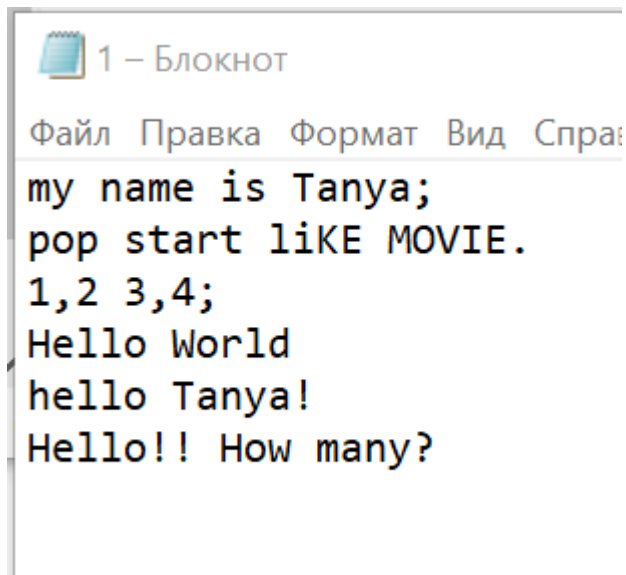 1 – Блокнот
Файл Правка Формат Вид
my name is Tanya;
pop start liKE MOVIE.
1,2 3,4;
Hello World
hello Tanya!
Hello!! How many?